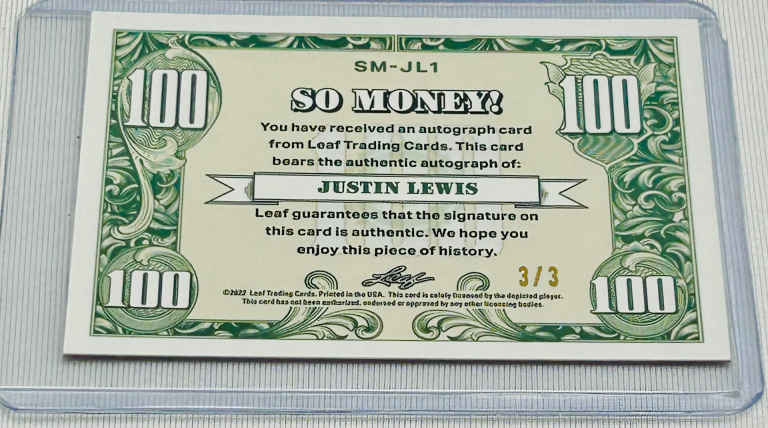 SM-JL1
100 SO MONEY! 100
You have received an autograph card
from Leaf Trading Cards. This card
bears the authentic autograph of:
JUSTIN LEWIS
Leaf guarantees that the signature on
this card is authentic. We hope you
enjoy this piece of history.
100 Leaf 3/3 100
©2022 Leaf Trading Cards. Printed in the USA. This card is solely licensed by the depicted player.
This card has not been authorized, endorsed or approved by any other licensing bodies.